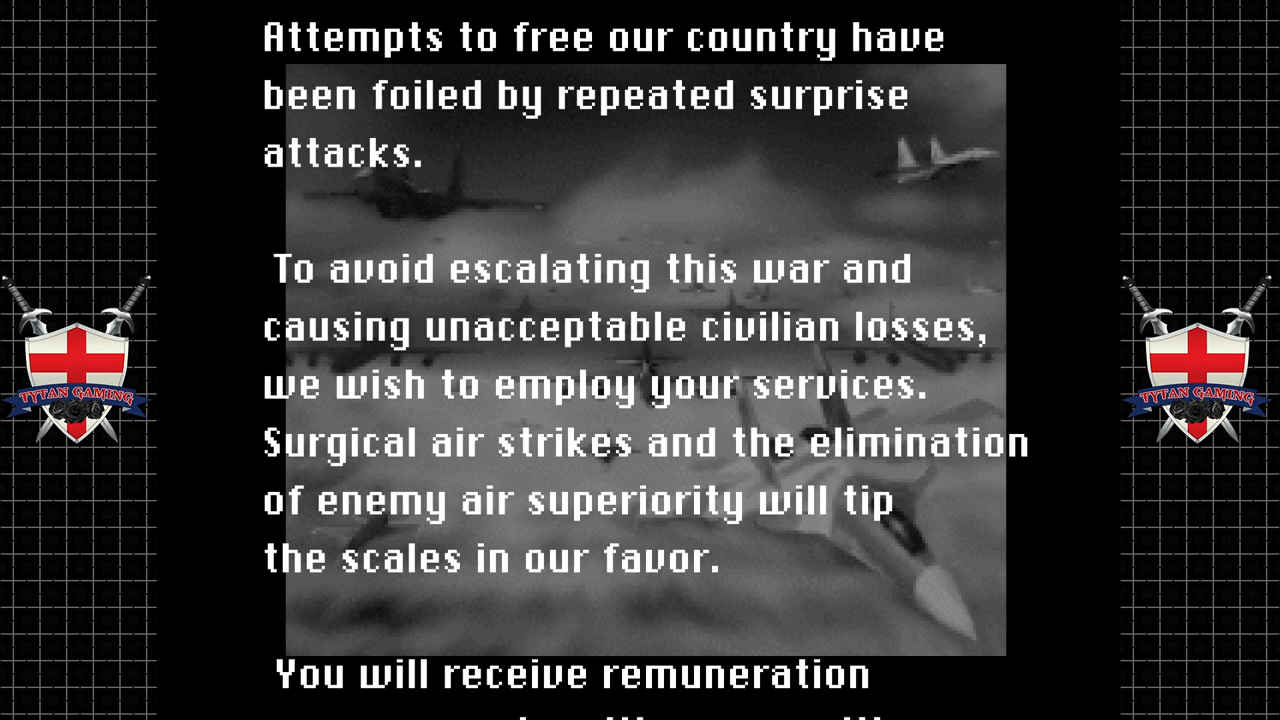 Attempts to free our country have
been foiled by repeated surprise
attacks.
To avoid escalating this war and
causing unacceptable civilian losses,
we wish to employ your services.
Surgical air strikes and the elimination
of enemy air superiority will tip
the scales in our favor.
You will receive remuneration
TYTAN GAMING
TYTAN GAMING